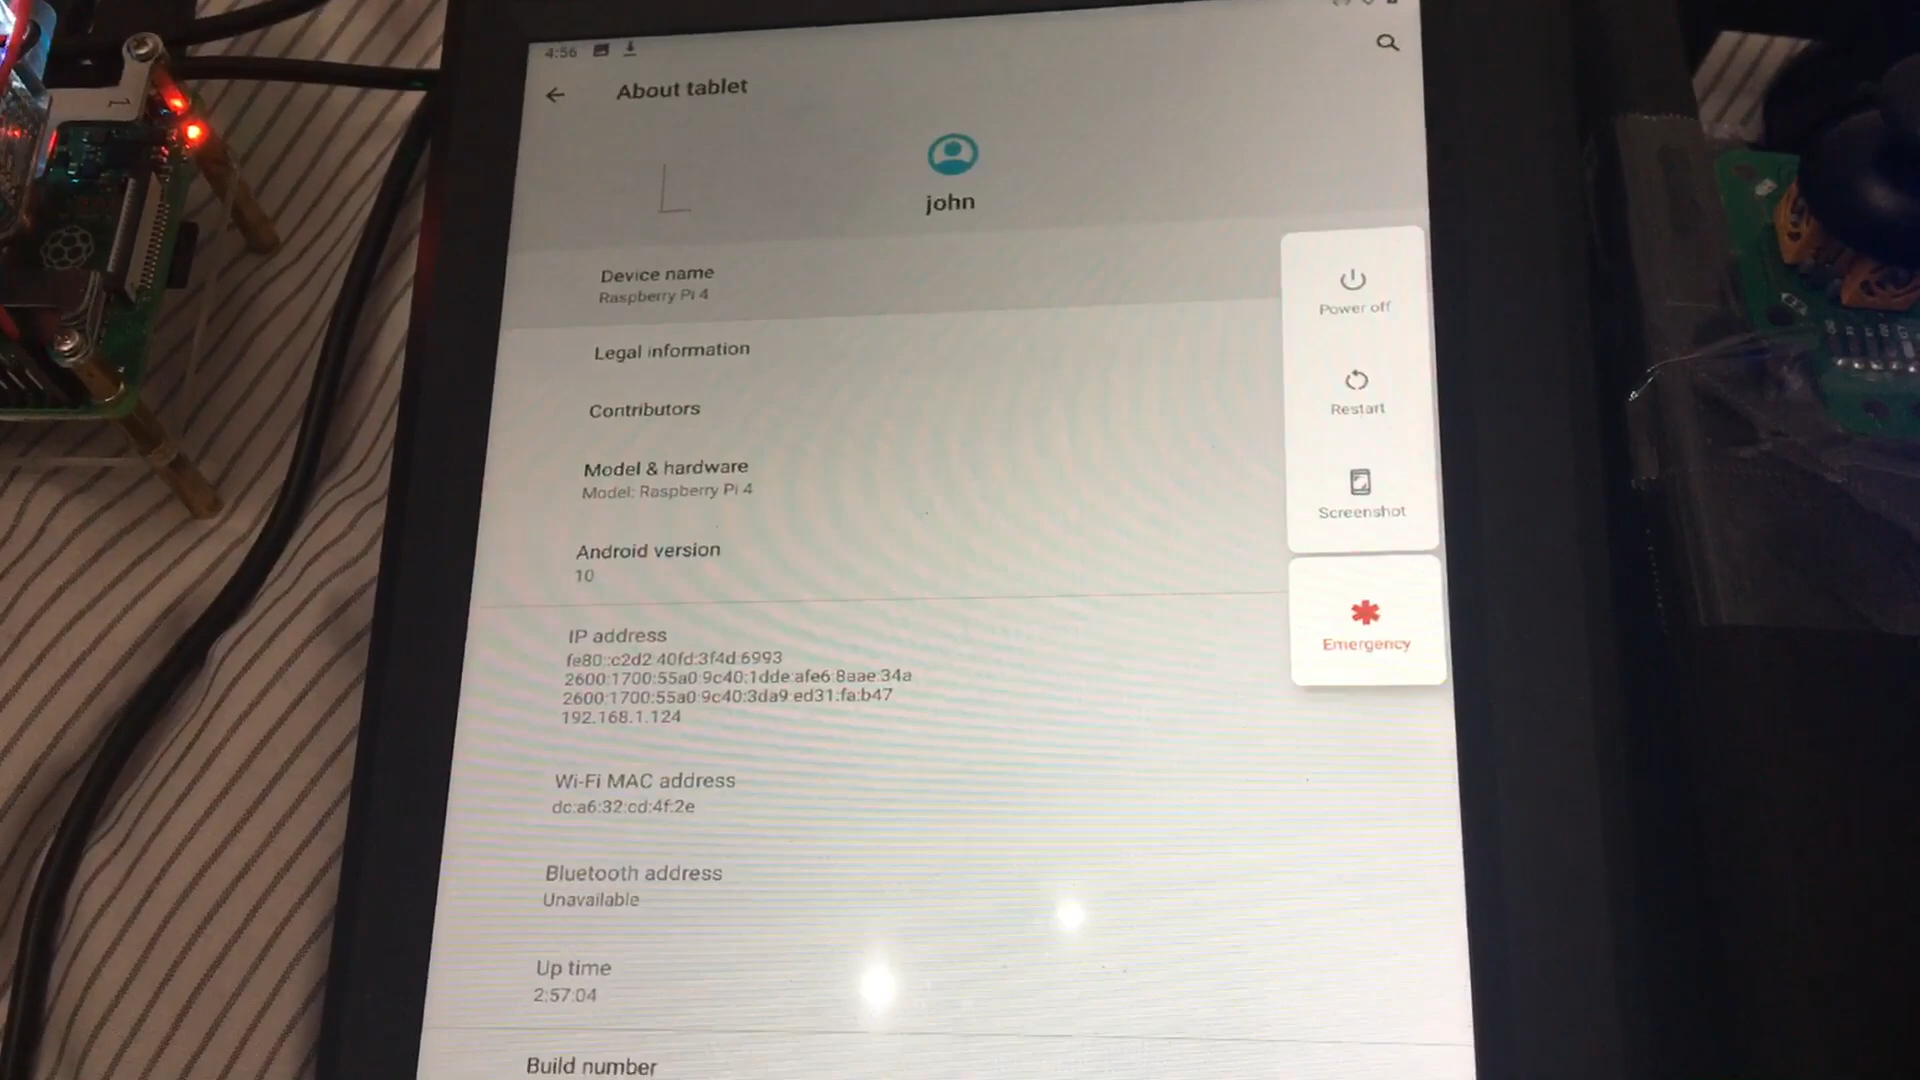 4:56
About tablet
john
Device name
Raspberry Pi 4
Legal information
Contributors
Model & hardware
Model: Raspberry Pi 4
Android version
10
IP address
fe80::c2d2:40fd:3f4d:6993
2600:1700:55a0:9c40:1dde:afe6:8aae:34a
2600:1700:55a0:9c40:3da9:ed31:fa:b47
192.168.1.124
Wi-Fi MAC address
dc:a6:32:cd:4f:2e
Bluetooth address
Unavailable
Up time
2:57:04
Build number
Power off
Restart
Screenshot
Emergency